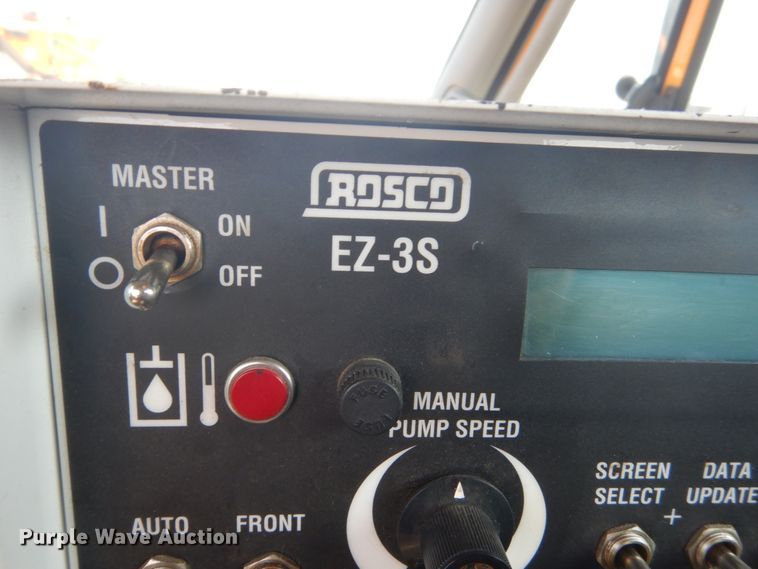 MASTER
I
ON
O
OFF
ROSCO
EZ-3S
FUSE
FUSE
MANUAL
PUMP SPEED
SCREEN
SELECT
DATA
UPDATE
+
AUTO
FRONT
Purple Wave Auction